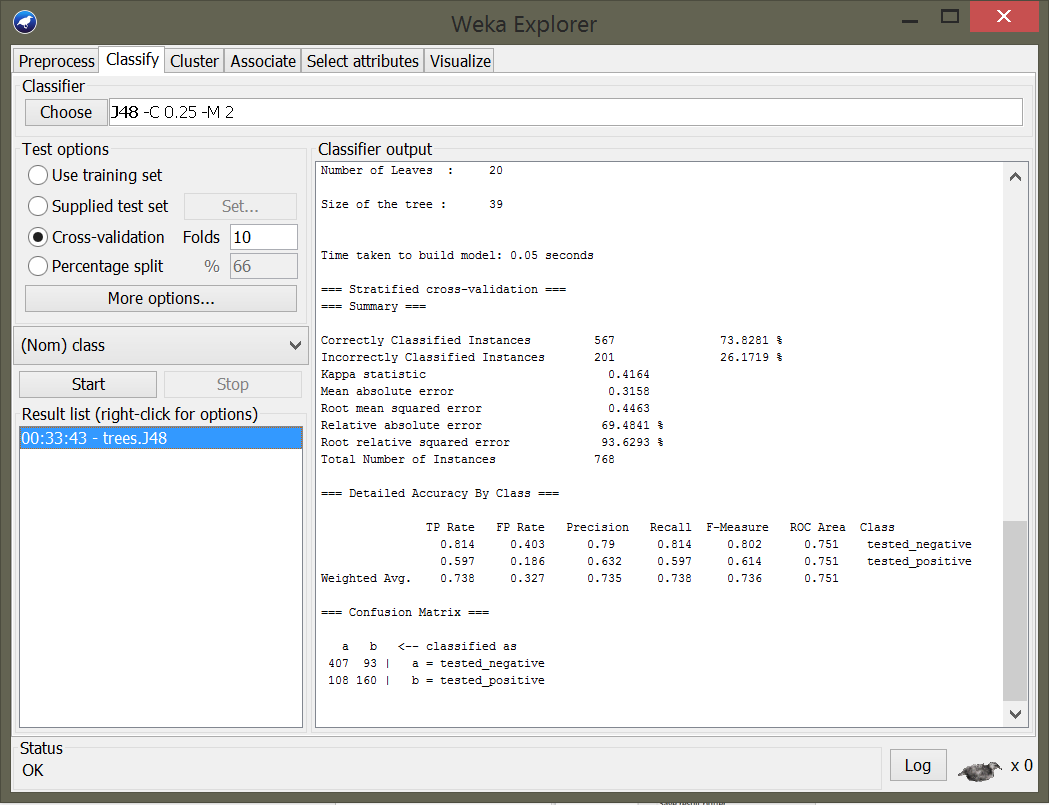 Weka Explorer
Preprocess Classify Cluster Associate Select attributes Visualize
Classifier
Choose J48 -C 0.25 -M 2
Test options
Use training set
Supplied test set Set...
Cross-validation Folds 10
Percentage split % 66
More options...
(Nom) class
Start Stop
Result list (right-click for options)
00:33:43 - trees.J48
Classifier output
Number of Leaves : 20
Size of the tree : 39
Time taken to build model: 0.05 seconds
=== Stratified cross-validation ===
=== Summary ===
Correctly Classified Instances 567 73.8281 %
Incorrectly Classified Instances 201 26.1719 %
Kappa statistic 0.4164
Mean absolute error 0.3158
Root mean squared error 0.4463
Relative absolute error 69.4841 %
Root relative squared error 93.6293 %
Total Number of Instances 768
=== Detailed Accuracy By Class ===
TP Rate FP Rate Precision Recall F-Measure ROC Area Class
0.814 0.403 0.79 0.814 0.802 0.751 tested_negative
0.597 0.186 0.632 0.597 0.614 0.751 tested_positive
Weighted Avg. 0.738 0.327 0.735 0.738 0.736 0.751
=== Confusion Matrix ===
a b <-- classified as
407 93 | a = tested_negative
108 160 | b = tested_positive
Status
OK
Log x 0